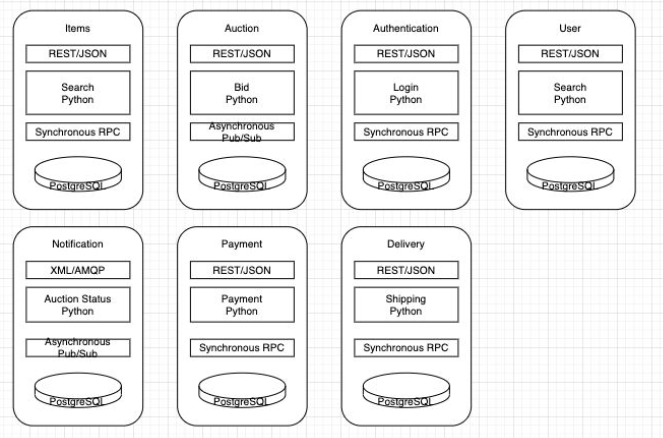 Items
REST/JSON
Search
Python
Synchronous RPC
PostgreSQL
Auction
REST/JSON
Bid
Python
Asynchronous
Pub/Sub
PostgreSQL
Authentication
REST/JSON
Login
Python
Synchronous RPC
PostgreSQL
User
REST/JSON
Search
Python
Synchronous RPC
PostgreSQL
Notification
XML/AMQP
Auction Status
Python
Asynchronous
Pub/Sub
PostgreSQL
Payment
REST/JSON
Payment
Python
Synchronous RPC
PostgreSQL
Delivery
REST/JSON
Shipping
Python
Synchronous RPC
PostgreSQL